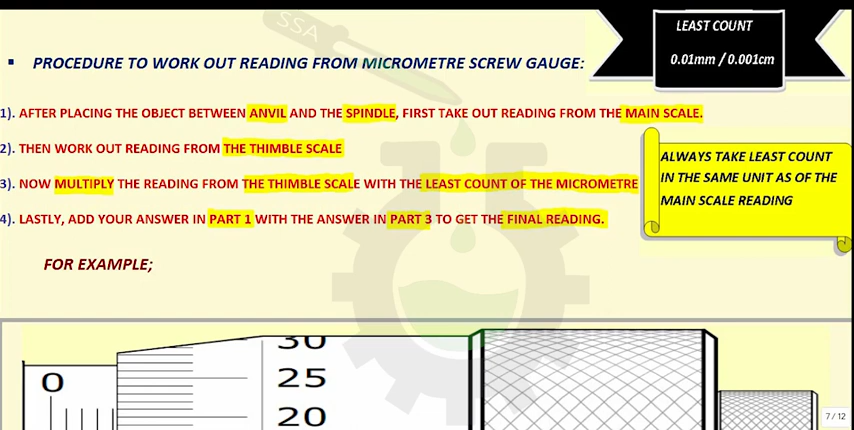 SSA
LEAST COUNT
0.01mm / 0.001cm
▪ PROCEDURE TO WORK OUT READING FROM MICROMETRE SCREW GAUGE:
1). AFTER PLACING THE OBJECT BETWEEN ANVIL AND THE SPINDLE, FIRST TAKE OUT READING FROM THE MAIN SCALE.
2). THEN WORK OUT READING FROM THE THIMBLE SCALE
3). NOW MULTIPLY THE READING FROM THE THIMBLE SCALE WITH THE LEAST COUNT OF THE MICROMETRE
4). LASTLY, ADD YOUR ANSWER IN PART 1 WITH THE ANSWER IN PART 3 TO GET THE FINAL READING.
ALWAYS TAKE LEAST COUNT
IN THE SAME UNIT AS OF THE
MAIN SCALE READING
FOR EXAMPLE;
30
0
25
20
7 / 12